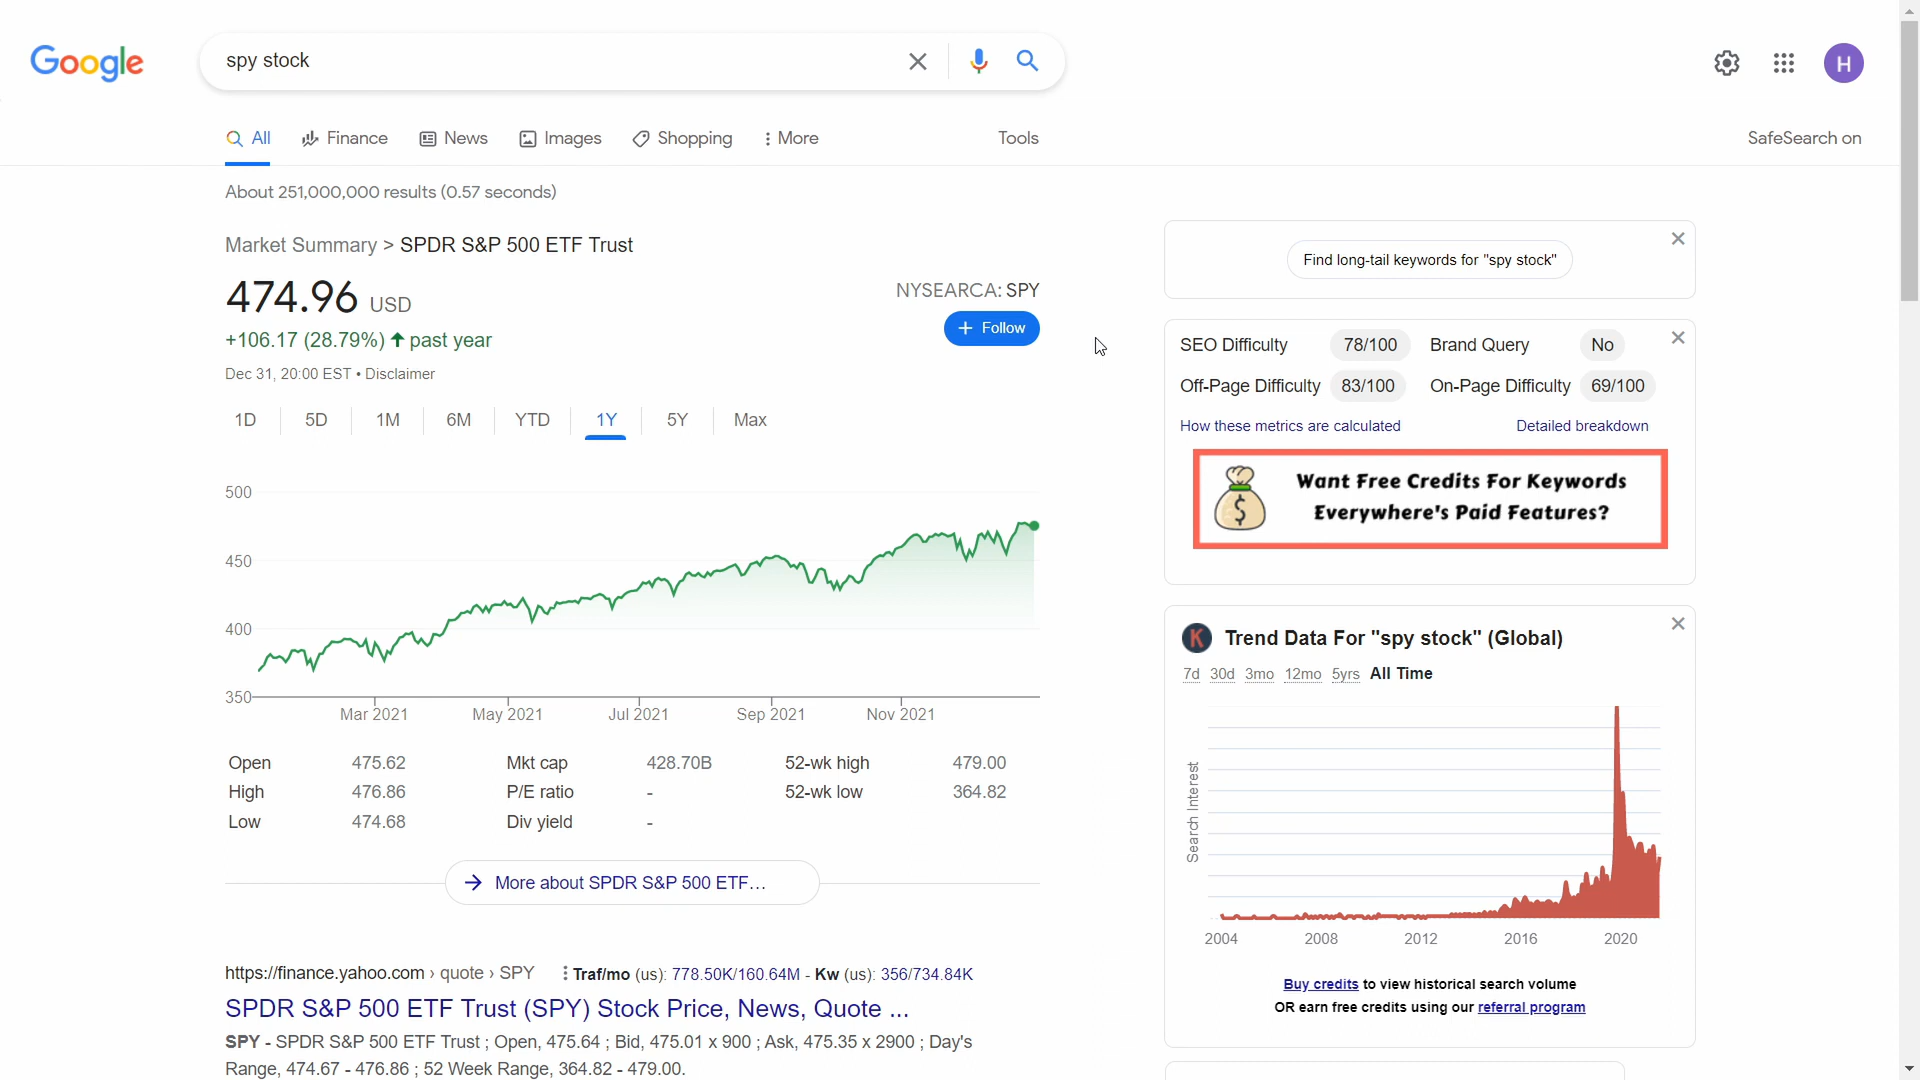 Google
spy stock
H
All
Finance
News
Images
Shopping
More
Tools
SafeSearch on
About 251,000,000 results (0.57 seconds)
Market Summary > SPDR S&P 500 ETF Trust
474.96 USD
+106.17 (28.79%) past year
Dec 31, 20:00 EST • Disclaimer
NYSEARCA: SPY
+ Follow
1D 5D 1M 6M YTD 1Y 5Y Max
500
450
400
350
Mar 2021 May 2021 Jul 2021 Sep 2021 Nov 2021
Open 475.62 Mkt cap 428.70B 52-wk high 479.00
High 476.86 P/E ratio - 52-wk low 364.82
Low 474.68 Div yield -
More about SPDR S&P 500 ETF…
https://finance.yahoo.com › quote › SPY
Traf/mo (us): 778.50K/160.64M - Kw (us): 356/734.84K
SPDR S&P 500 ETF Trust (SPY) Stock Price, News, Quote ...
SPY - SPDR S&P 500 ETF Trust ; Open, 475.64 ; Bid, 475.01 x 900 ; Ask, 475.35 x 2900 ; Day's
Range, 474.67 - 476.86 ; 52 Week Range, 364.82 - 479.00.
Find long-tail keywords for "spy stock"
SEO Difficulty 78/100 Brand Query No
Off-Page Difficulty 83/100 On-Page Difficulty 69/100
How these metrics are calculated Detailed breakdown
$
Want Free Credits For Keywords
Everywhere's Paid Features?
K
Trend Data For "spy stock" (Global)
7d 30d 3mo 12mo 5yrs All Time
Search Interest
2004 2008 2012 2016 2020
Buy credits to view historical search volume
OR earn free credits using our referral program